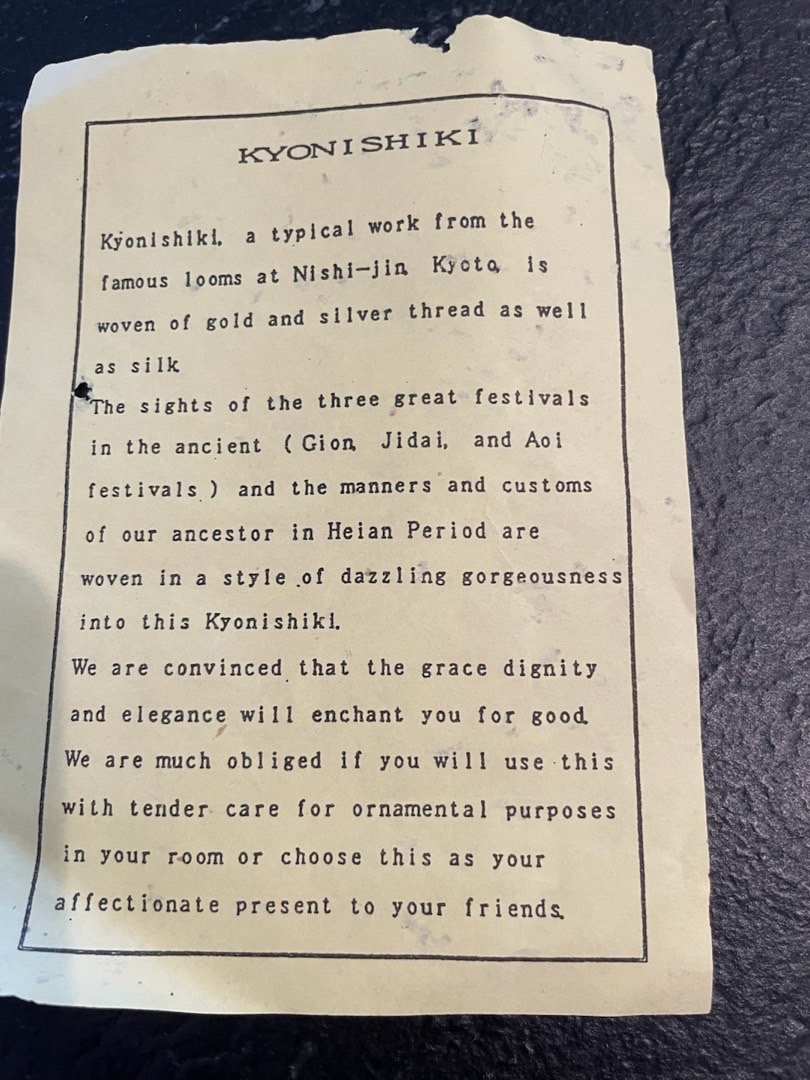 KYONISHIKI
Kyonishiki, a typical work from the
famous looms at Nishi-jin, Kyoto, is
woven of gold and silver thread as well
as silk
The sights of the three great festivals
in the ancient (Gion, Jidai, and Aoi
festivals) and the manners and customs
of our ancestor in Heian Period are
woven in a style of dazzling gorgeousness
into this Kyonishiki.
We are convinced that the grace dignity
and elegance will enchant you for good.
We are much obliged if you will use this
with tender care for ornamental purposes
in your room or choose this as your
affectionate present to your friends.